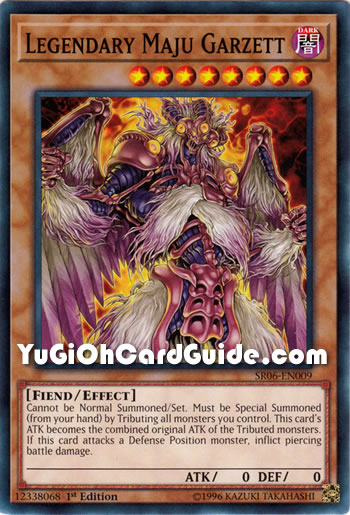 LEGENDARY MAJU GARZETT
DARK
闇
YuGiOhCardGuide.com
SR06-EN009
[FIEND/EFFECT]
Cannot be Normal Summoned/Set. Must be Special Summoned
(from your hand) by Tributing all monsters you control. This card's
ATK becomes the combined original ATK of the Tributed monsters.
If this card attacks a Defense Position monster, inflict piercing
battle damage.
ATK/ 0 DEF/ 0
12338068 1st Edition ©1996 KAZUKI TAKAHASHI